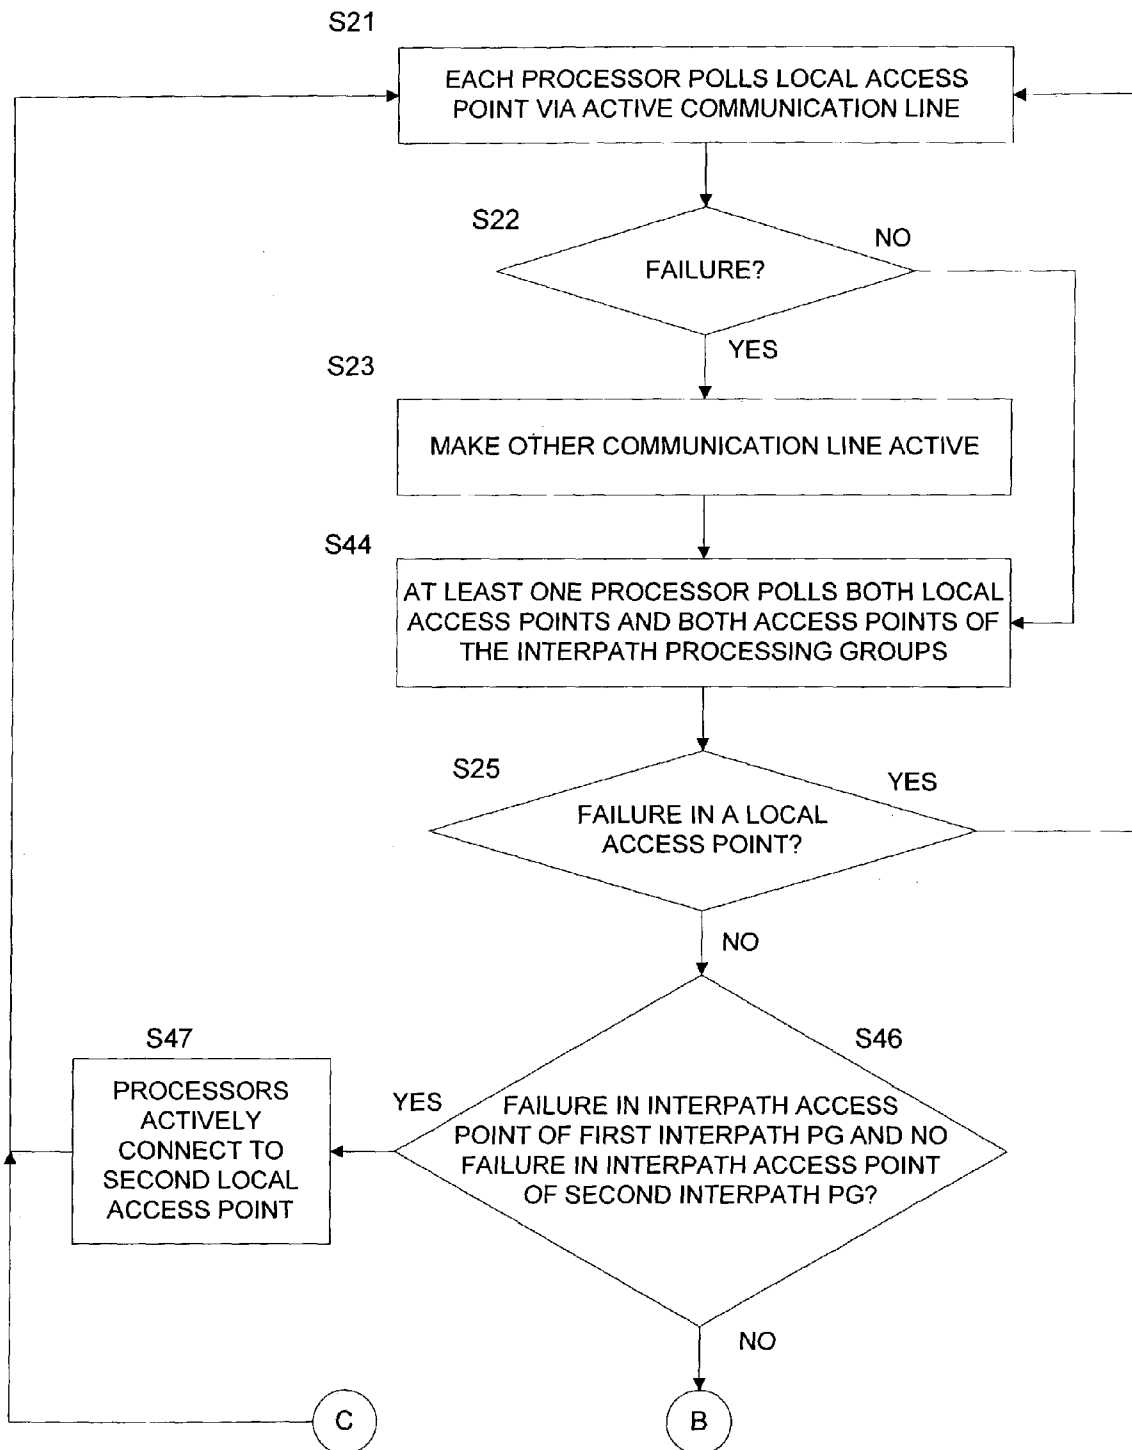 S21
EACH PROCESSOR POLLS LOCAL ACCESS
POINT VIA ACTIVE COMMUNICATION LINE
S22
NO
FAILURE?
YES
S23
MAKE OTHER COMMUNICATION LINE ACTIVE
S44
AT LEAST ONE PROCESSOR POLLS BOTH LOCAL
ACCESS POINTS AND BOTH ACCESS POINTS OF
THE INTERPATH PROCESSING GROUPS
S25
YES
FAILURE IN A LOCAL
ACCESS POINT?
NO
S47
S46
PROCESSORS
ACTIVELY
CONNECT TO
SECOND LOCAL
ACCESS POINT
YES
FAILURE IN INTERPATH ACCESS
POINT OF FIRST INTERPATH PG AND NO
FAILURE IN INTERPATH ACCESS POINT
OF SECOND INTERPATH PG?
NO
C
B